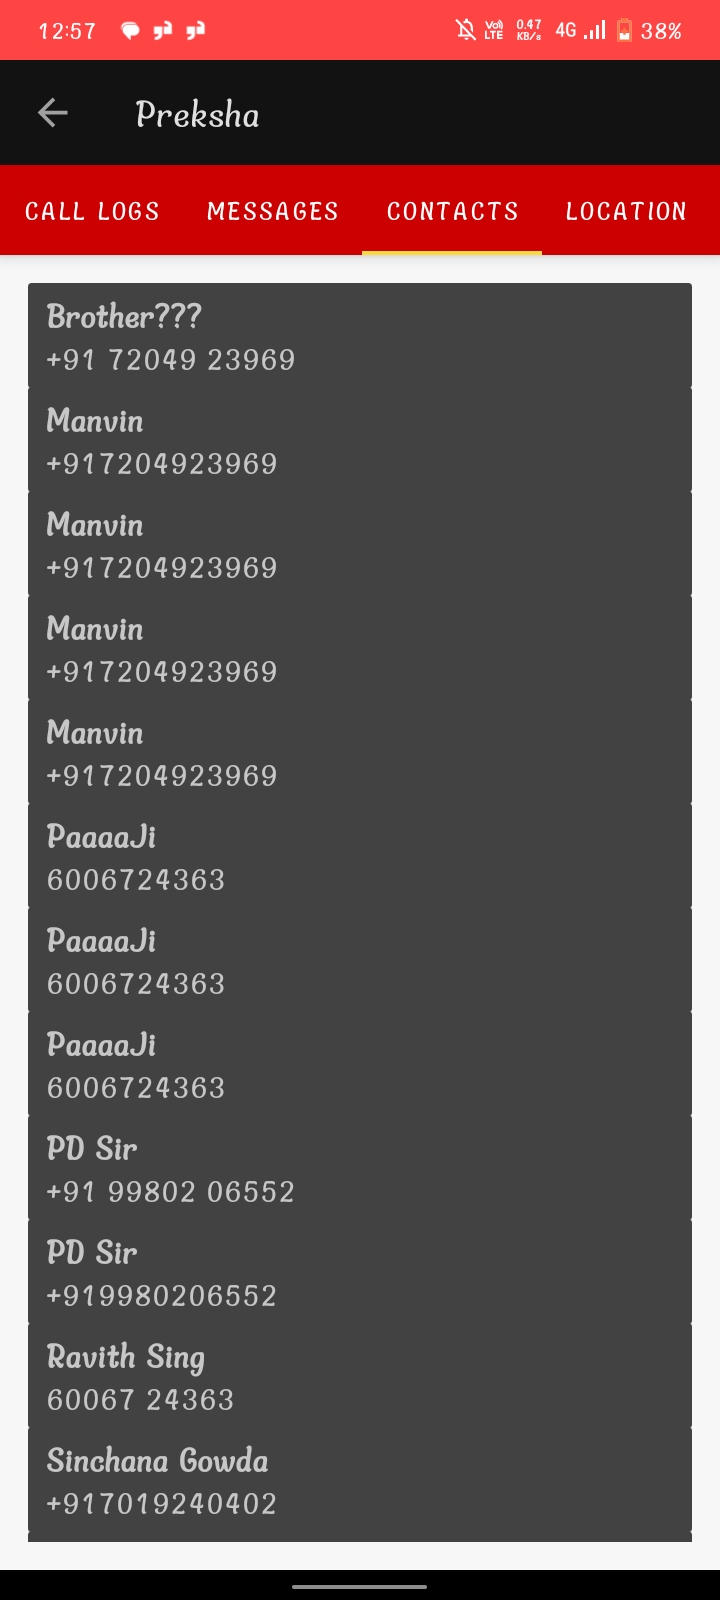 12:57 Vo) LTE 0.47 KB/s 4G 38%
Preksha
CALL LOGS MESSAGES CONTACTS LOCATION
Brother???
+91 72049 23969
Manvin
+917204923969
Manvin
+917204923969
Manvin
+917204923969
Manvin
+917204923969
PaaaaJi
6006724363
PaaaaJi
6006724363
PaaaaJi
6006724363
PD Sir
+91 99802 06552
PD Sir
+919980206552
Ravith Sing
60067 24363
Sinchana Gowda
+917019240402